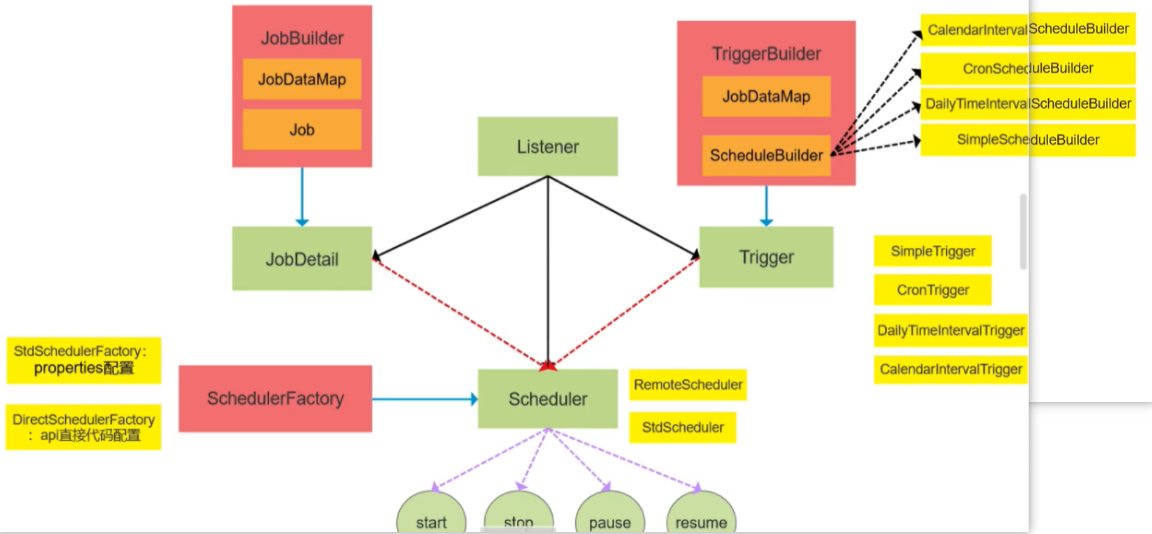 JobBuilder
JobDataMap
Job
TriggerBuilder
JobDataMap
ScheduleBuilder
CalendarIntervalScheduleBuilder
CronScheduleBuilder
DailyTimeIntervalScheduleBuilder
SimpleScheduleBuilder
Listener
JobDetail
Trigger
SimpleTrigger
CronTrigger
DailyTimeIntervalTrigger
CalendarIntervalTrigger
StdSchedulerFactory：
properties配置
DirectSchedulerFactory
：api直接代码配置
SchedulerFactory
Scheduler
RemoteScheduler
StdScheduler
start
stop
pause
resume